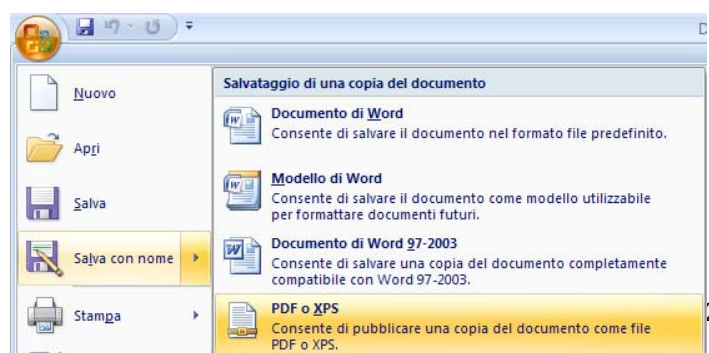 D
Nuovo
Apri
Salva
Salva con nome
Stampa
Salvataggio di una copia del documento
Documento di Word
Consente di salvare il documento nel formato file predefinito.
Modello di Word
Consente di salvare il documento come modello utilizzabile
per formattare documenti futuri.
Documento di Word 97-2003
Consente di salvare una copia del documento completamente
compatibile con Word 97-2003.
PDF o XPS
Consente di pubblicare una copia del documento come file
PDF o XPS.